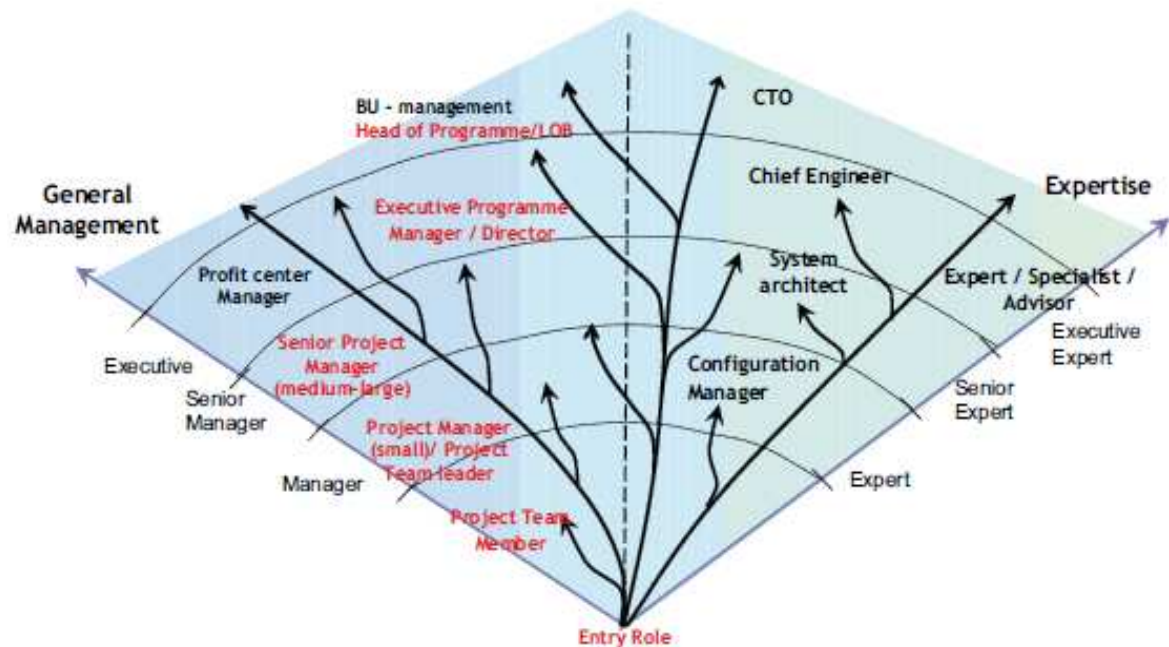 BU - management
Head of Programme/LOB
CTO
General
Management
Chief Engineer
Expertise
Executive Programme
Manager / Director
Profit center
Manager
System
architect
Expert / Specialist /
Advisor
Executive
Senior Project
Manager
(medium-large)
Executive
Expert
Senior
Manager
Configuration
Manager
Senior
Expert
Project Manager
(small)/ Project
Team leader
Manager
Expert
Project Team
Member
Entry Role